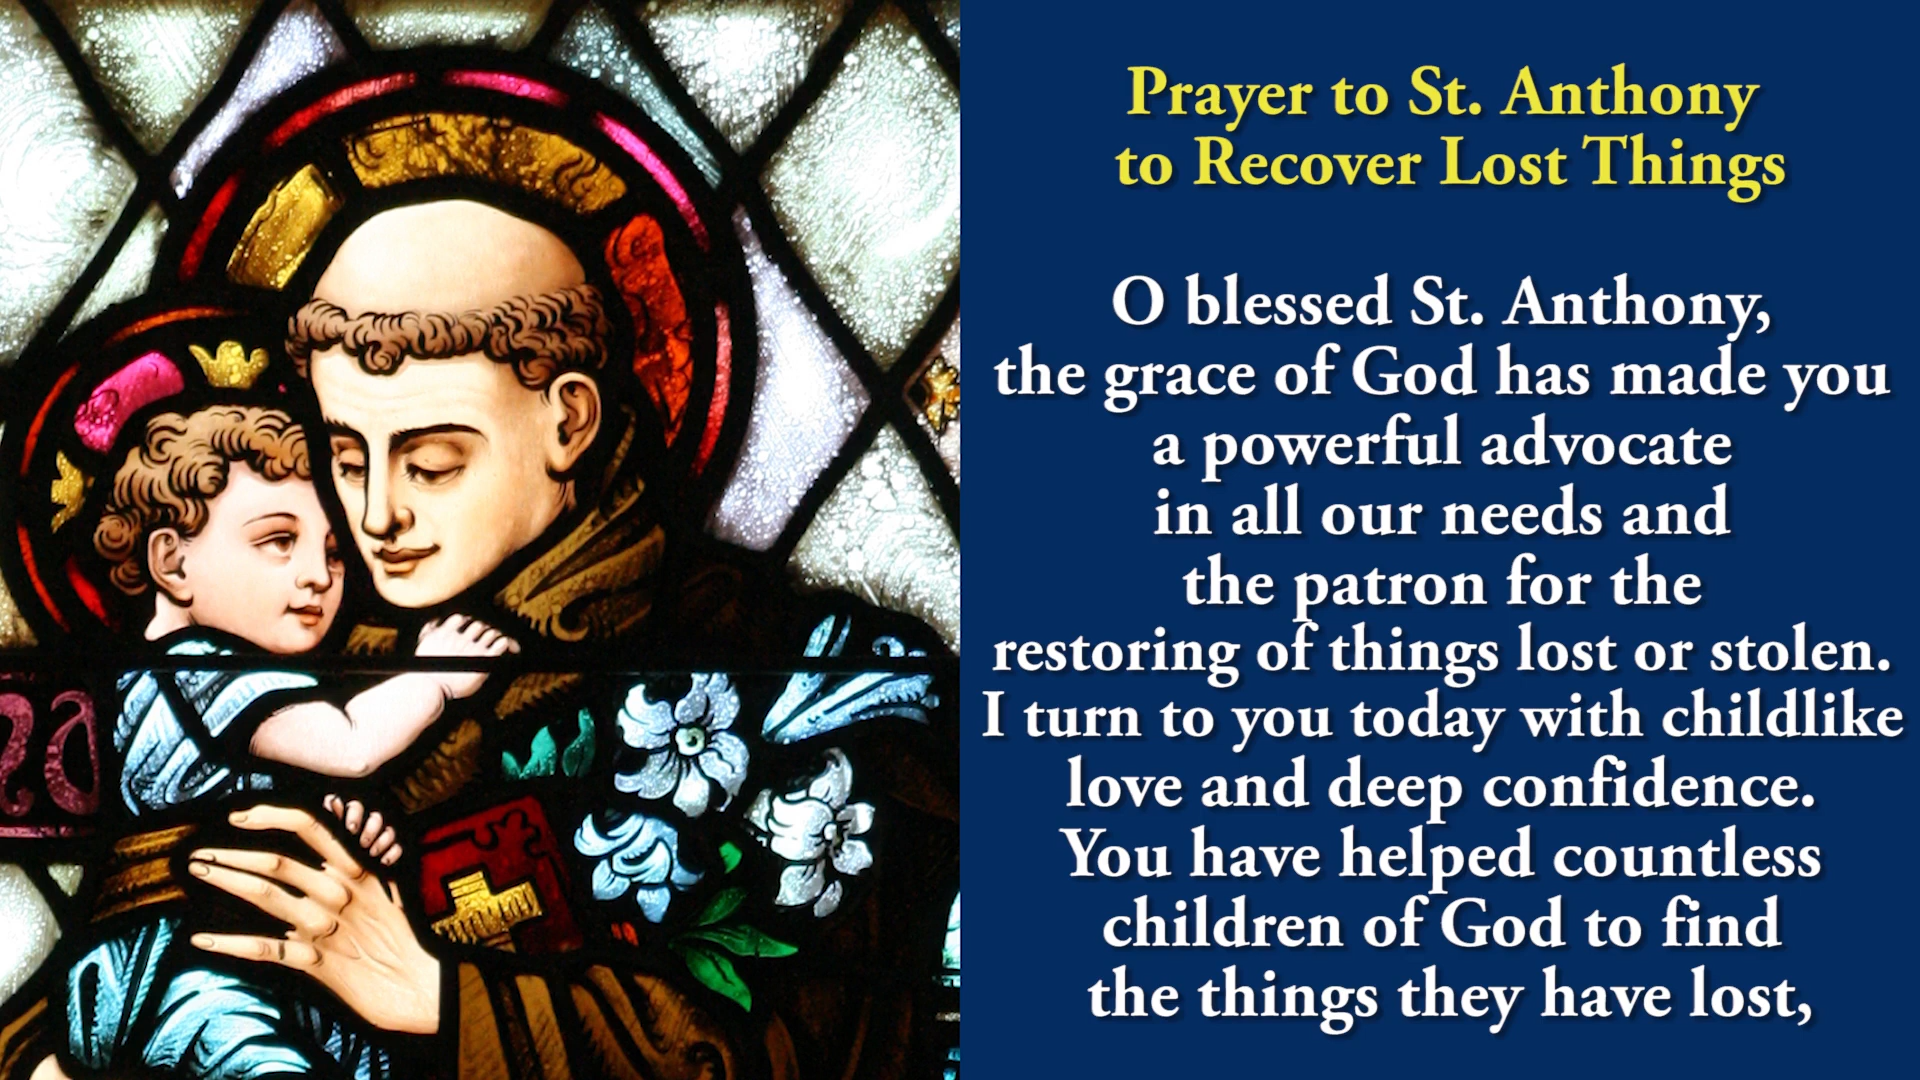 Prayer to St. Anthony
to Recover Lost Things
O blessed St. Anthony,
the grace of God has made you
a powerful advocate
in all our needs and
the patron for the
restoring of things lost or stolen.
I turn to you today with childlike
love and deep confidence.
You have helped countless
children of God to find
the things they have lost,